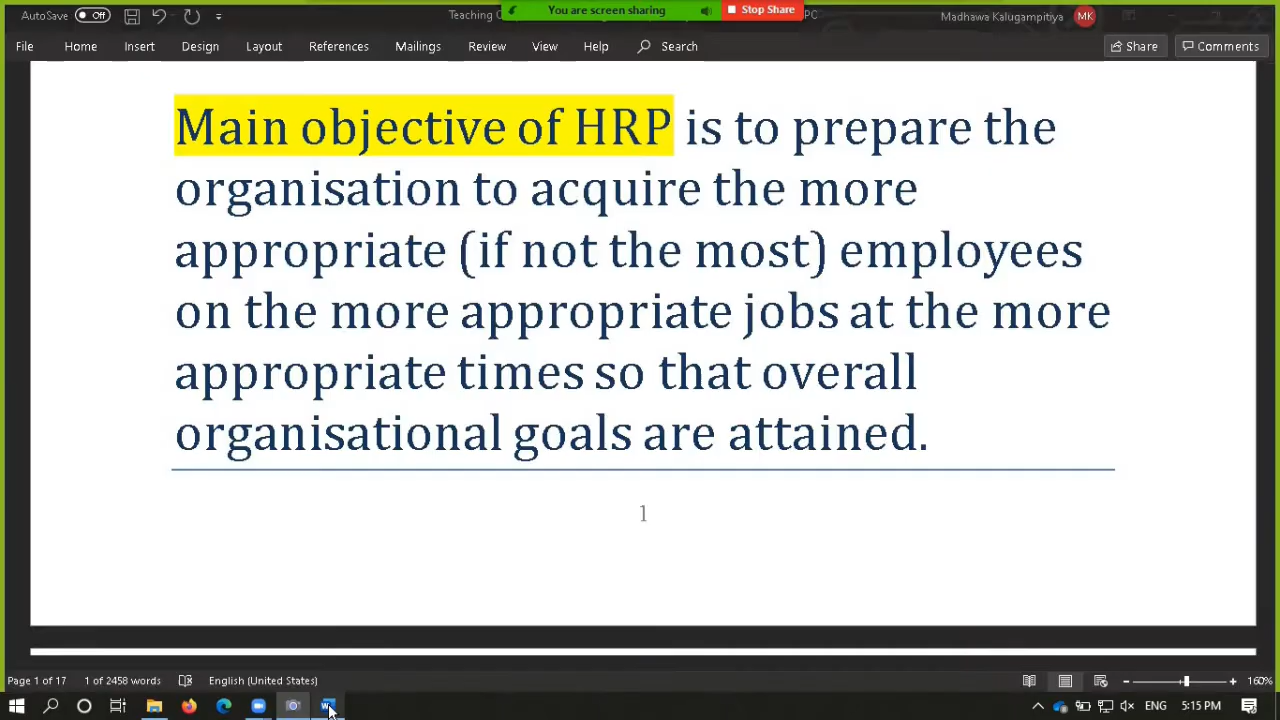 AutoSave Off
Teaching
You are screen sharing
Stop Share
PC
Madhawa Kalugampitiya
MK
File Home Insert Design Layout References Mailings Review View Help Search
Share Comments
Main objective of HRP is to prepare the
organisation to acquire the more
appropriate (if not the most) employees
on the more appropriate jobs at the more
appropriate times so that overall
organisational goals are attained.
1
Page 1 of 17 1 of 2458 words English (United States) 160%
ENG 5:15 PM